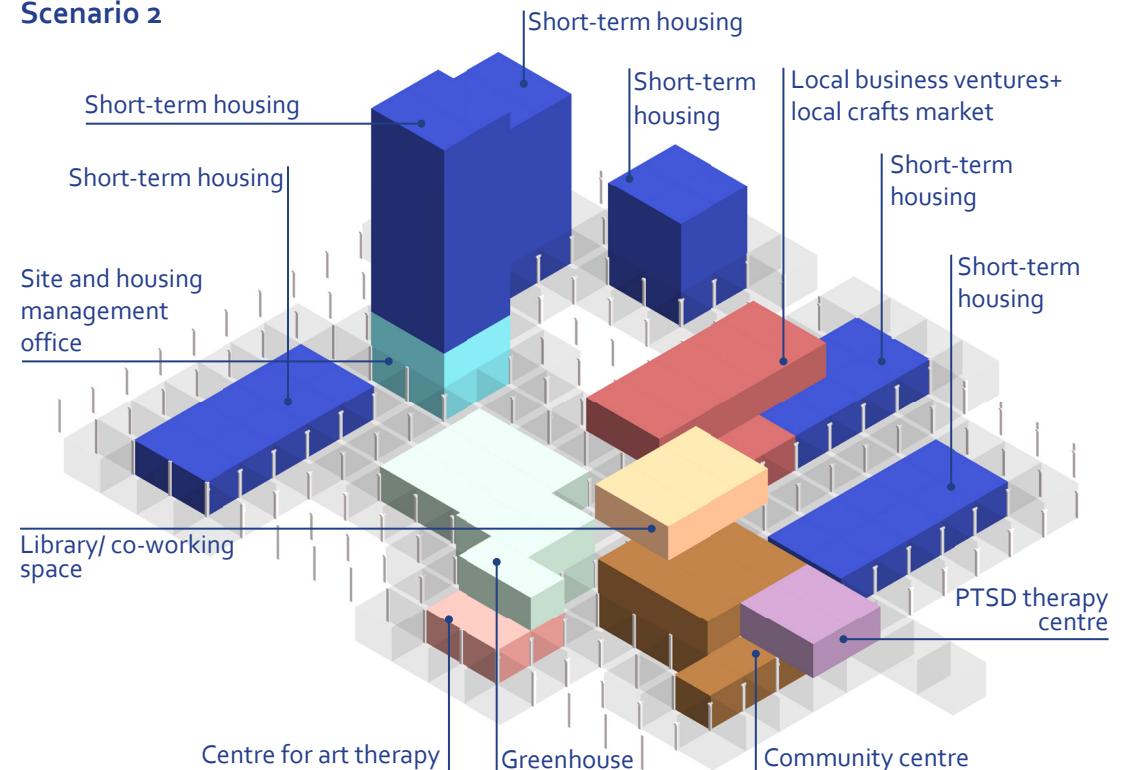 Scenario 2
Short-term housing
Short-term housing
Short-term
housing
Local business ventures+
local crafts market
Short-term housing
Short-term
housing
Site and housing
management
office
Short-term
housing
Library/ co-working
space
PTSD therapy
centre
Centre for art therapy
Greenhouse
Community centre